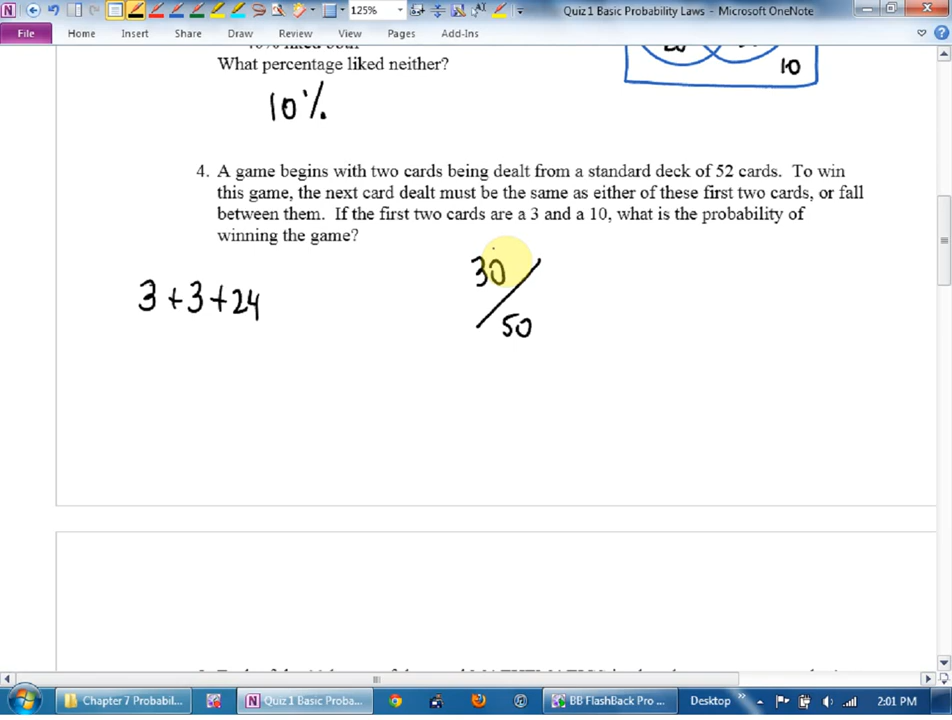 Quiz 1 Basic Probability Laws - Microsoft OneNote
125%
File Home Insert Share Draw Review View Pages Add-Ins
What percentage liked neither?
10
10%
4. A game begins with two cards being dealt from a standard deck of 52 cards. To win
this game, the next card dealt must be the same as either of these first two cards, or fall
between them. If the first two cards are a 3 and a 10, what is the probability of
winning the game?
30/50
3+3+24
Chapter 7 Probabil...
Quiz 1 Basic Proba...
BB FlashBack Pro ...
Desktop
2:01 PM